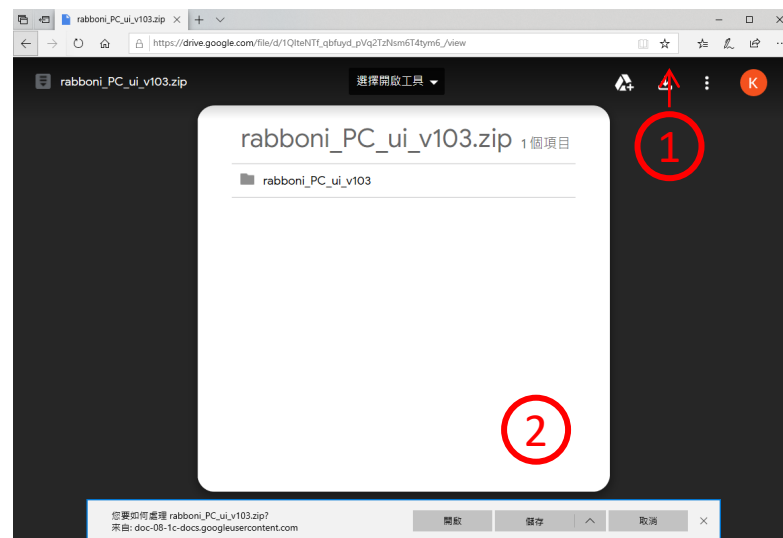 rabboni_PC_ui_v103.zip
https://drive.google.com/file/d/1QIteNTf_qbfuyd_pVq2TzNsm6T4tym6_/view
rabboni_PC_ui_v103.zip
選擇開啟工具
K
1
rabboni_PC_ui_v103.zip 1 個項目
rabboni_PC_ui_v103
2
您要如何處理 rabboni_PC_ui_v103.zip?
來自: doc-08-1c-docs.googleusercontent.com
開啟
儲存
取消